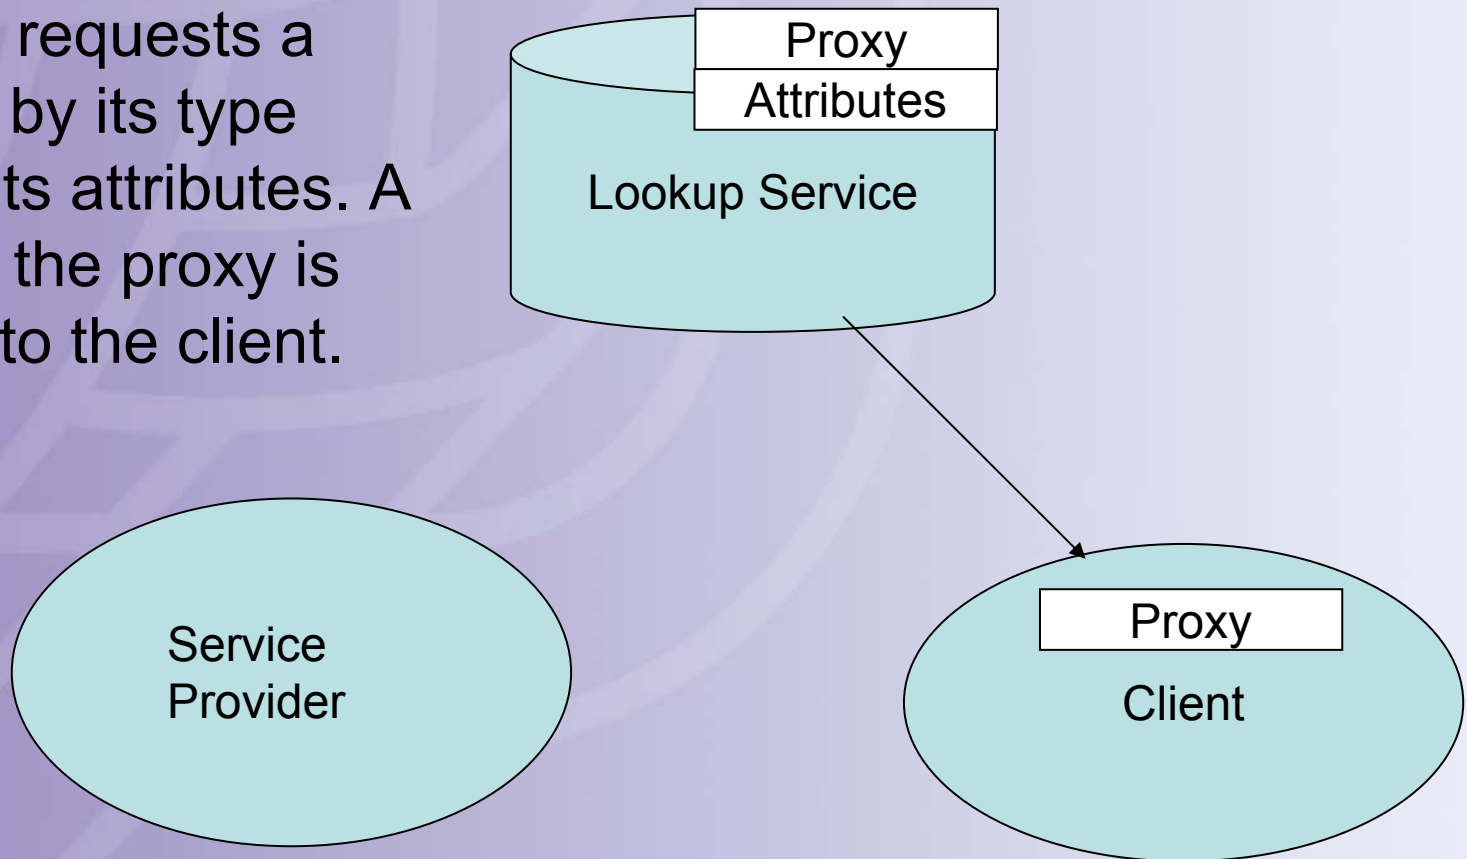 requests a
by its type
ts attributes. A
the proxy is
to the client.
Proxy
Attributes
Lookup Service
Service
Provider
Proxy
Client